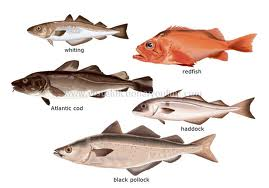 whiting
redfish
Atlantic cod
haddock
black pollock